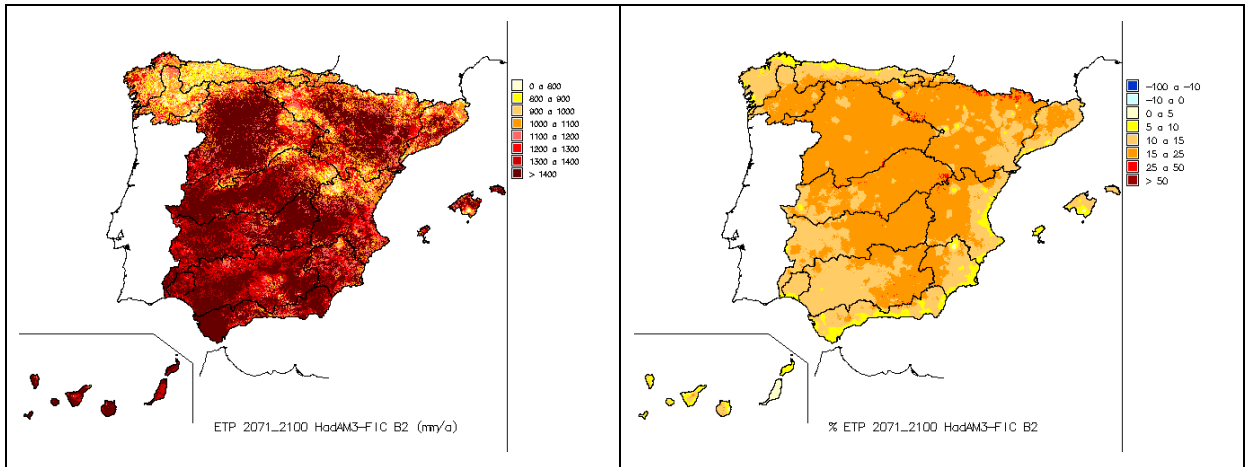 0 a 800
800 a 900
900 a 1000
1000 a 1100
1100 a 1200
1200 a 1300
1300 a 1400
> 1400
ETP 2071_2100 HadAM3-FIC B2 (mm/a)
-100 a -10
-10 a 0
0 a 5
5 a 10
10 a 15
15 a 25
25 a 50
> 50
% ETP 2071_2100 HadAM3-FIC B2